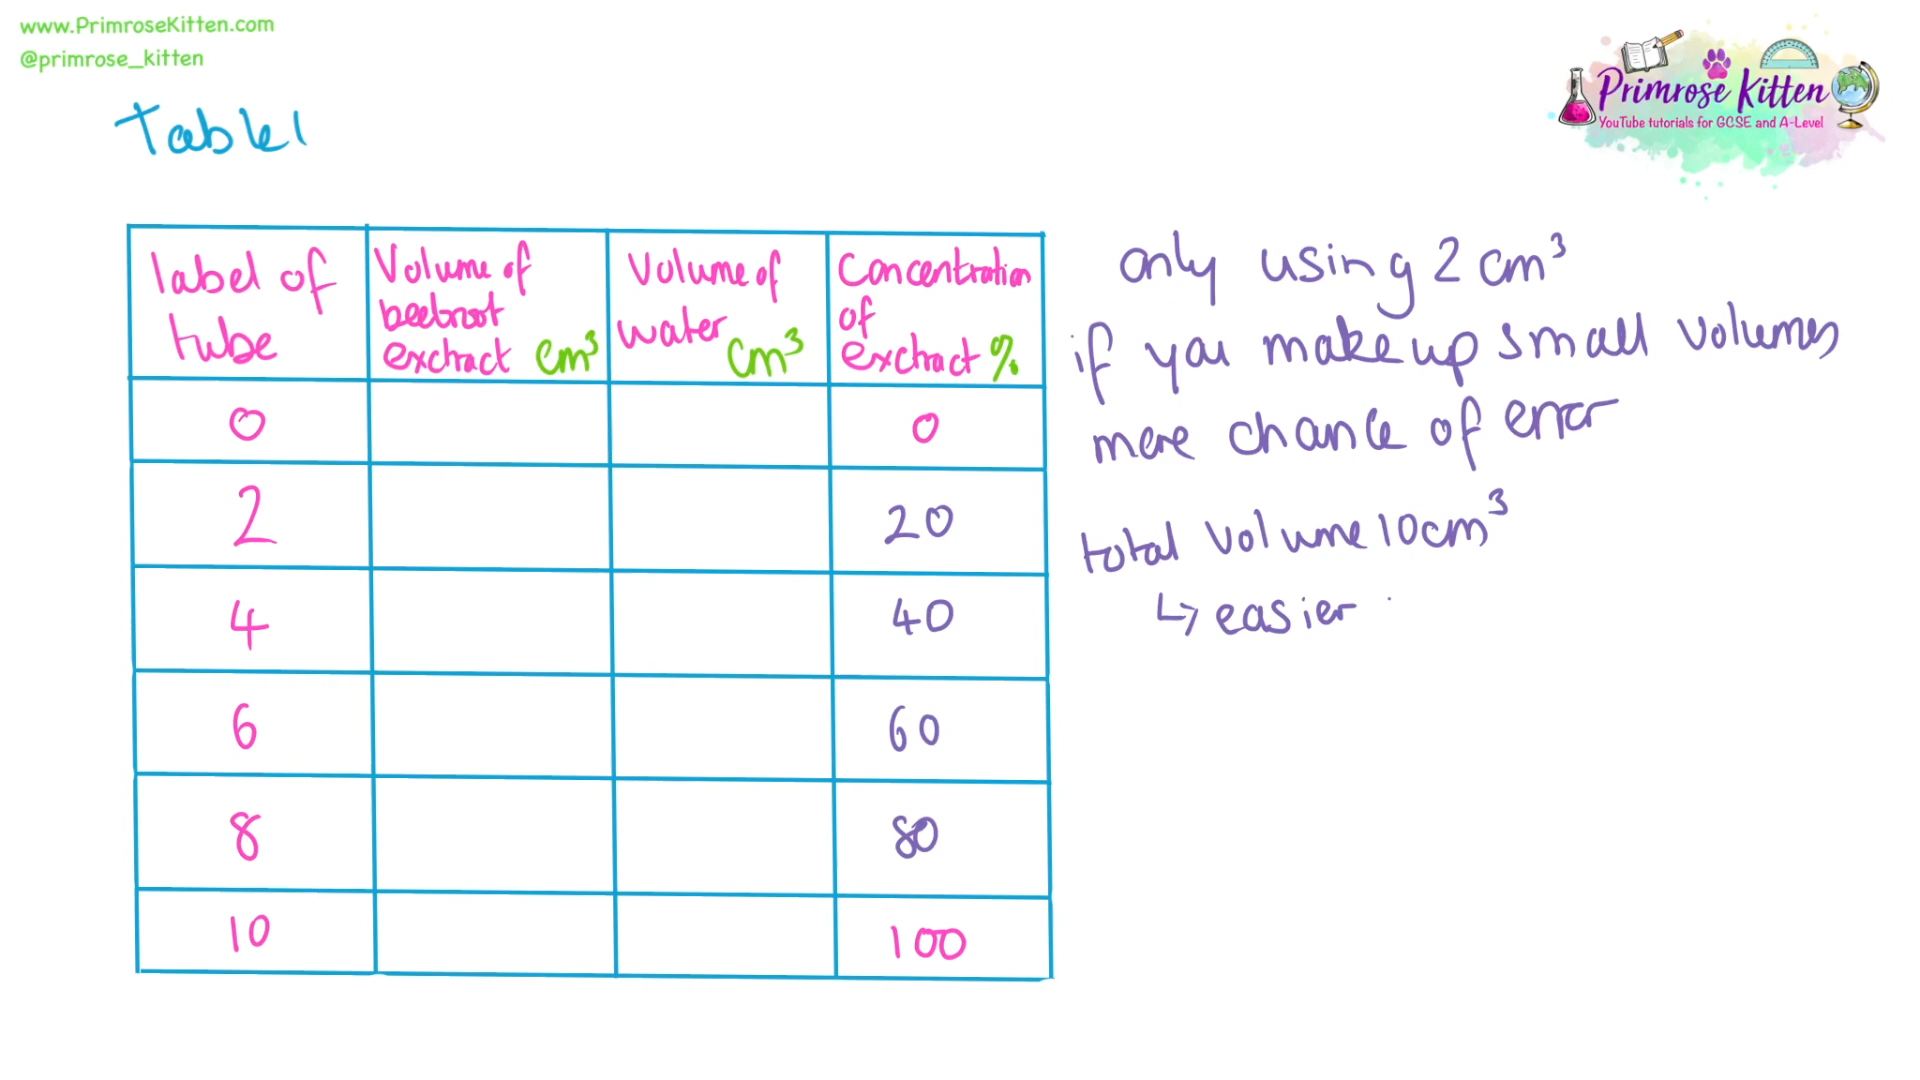 www.PrimroseKitten.com
@primrose_kitten
Primrose Kitten
YouTube tutorials for GCSE and A-Level
Table 1
label of tube
Volume of beetroot exctract cm³
Volume of water cm³
Concentration of exctract %
0 0
2 20
4 40
6 60
8 80
10 100
only using 2 cm³
if you make up small volumes
more chance of error
total volume 10cm³
↳ easier